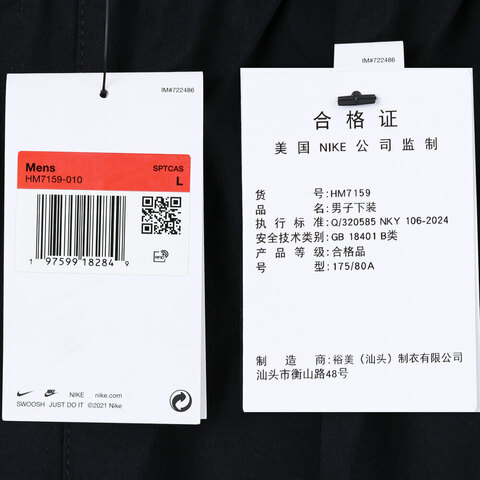 IM#722486
Mens
SPTCAS
HM7159-010
L
1 97599 18284 9
RFID
NIKE nike.com
SWOOSH JUST DO IT ©2021 Nike
IM#722486
合格证
美国 NIKE 公司监制
货号:HM7159
品名:男子下装
执行标准:Q/320585 NKY 106-2024
安全技术类别:GB 18401 B类
产品等级:合格品
号型:175/80A
制造商:裕美（汕头）制衣有限公司
汕头市衡山路48号